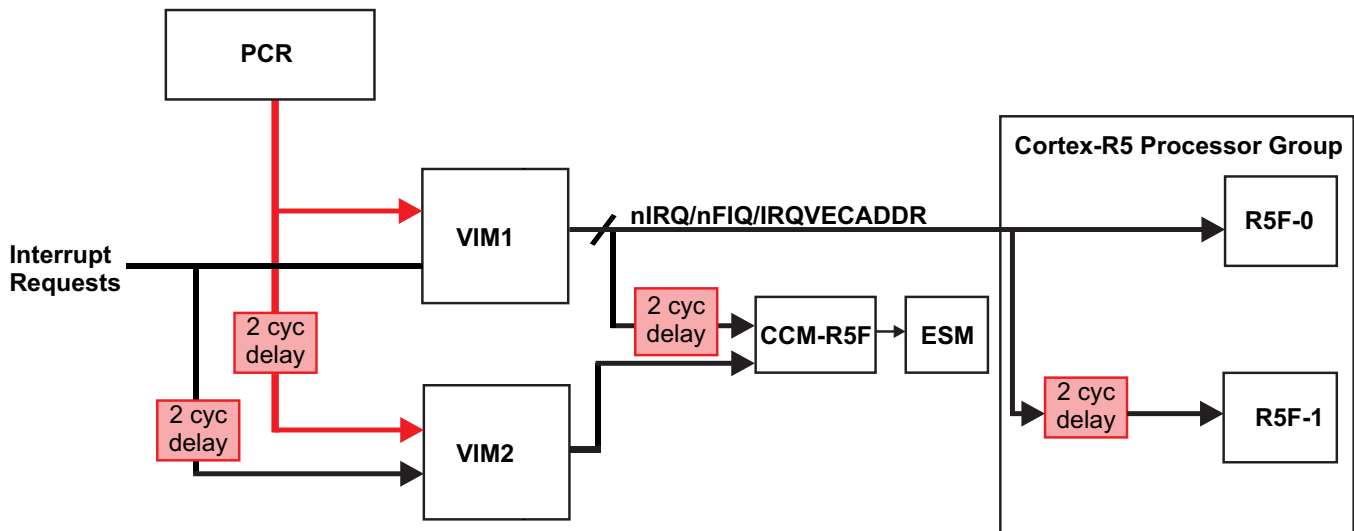 PCR
Cortex-R5 Processor Group
nIRQ/nFIQ/IRQVECADDR
R5F-0
VIM1
Interrupt
Requests
2 cyc
delay
2 cyc
delay
CCM-R5F
ESM
2 cyc
delay
2 cyc
delay
R5F-1
VIM2